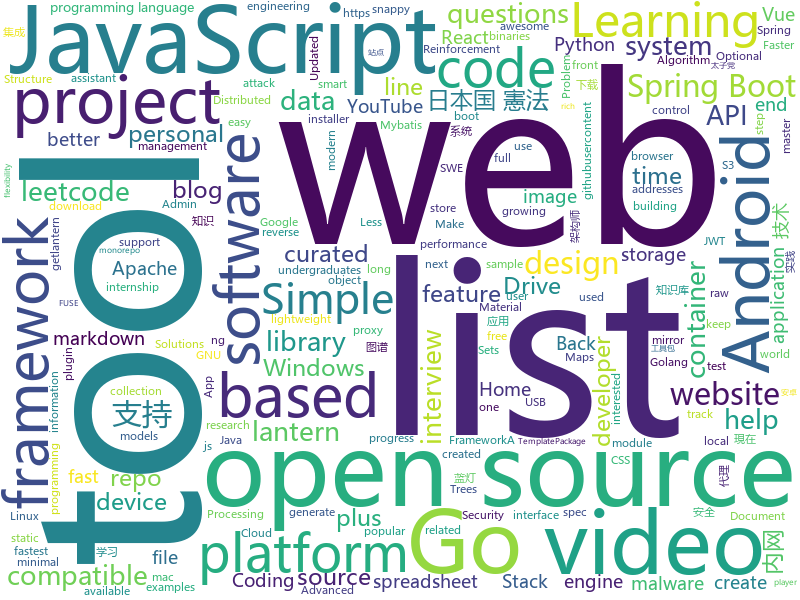 JavaScript
web
list
tool
open source
Go
video
Android
project
software
framework
based
platform
code
Learning
questions
React
Vue
Python
system
Spring Boot
API
end
data
line
YouTube
日本国 憲法
better
personal
leetcode
blog
image
time
storage
curated
design
Simple
feature
Drive
library
Windows
interview
developer
container
application
技术
markdown
Apache
支持
repo
device
file
compatible
source
lantern
plus
spreadsheet
Stack
engine
malware
create
website
help
Home
Back
fast
内网
programming language
engineering
https
snappy
awesome
binaries
Reinforcement
Updated
Structure
assistant
attack
smart
Optional
Distributed
Problem
Algorithm
Faster
Trees
Spring
集成
站点
太子党
下载
front
easy
installer
boot
Mybatis
系统
step
control
management
modern
full
use
browser
githubusercontent
master
S3
addresses
JWT
building
知识库
架构师
SWE
Admin
知识
download
Google
reverse
Less
store
Make
performance
growing
flexibility
getlantern
support
monorepo
internship
undergraduates
long
object
examples
next
user
used
sample
Material
ng
lightweight
free
Sets
proxy
Maps
raw
keep
mirror
Golang
test
world
实践
plugin
GNU
Solutions
应用
FUSE
图谱
App
information
collection
models
research
track
one
USB
local
js
Java
progress
FrameworkA
TemplatePackage
interested
现在
工具包
安卓
module
CSS
代理
programming
Linux
Processing
created
蓝灯
Security
related
安全
Document
static
学习
mac
available
fastest
minimal
generate
Cloud
popular
interface
spec
Advanced
Coding
rich
player